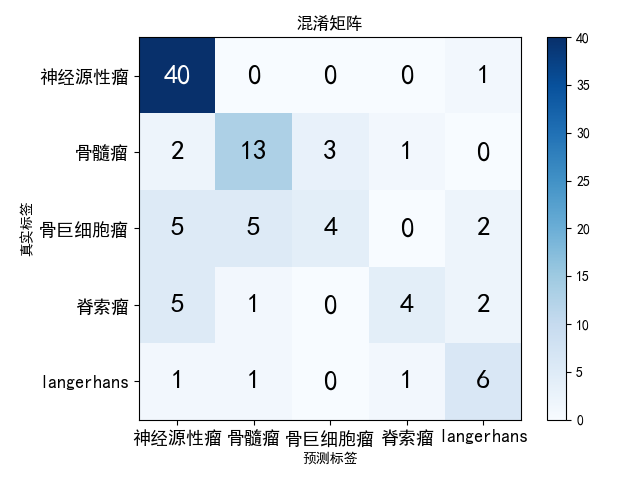 混淆矩阵
神经源性瘤 40 0 0 0 1
骨髓瘤 2 13 3 1 0
骨巨细胞瘤 5 5 4 0 2
脊索瘤 5 1 0 4 2
langerhans 1 1 0 1 6
神经源性瘤 骨髓瘤 骨巨细胞瘤 脊索瘤 langerhans
预测标签
真实标签
40
35
30
25
20
15
10
5
0